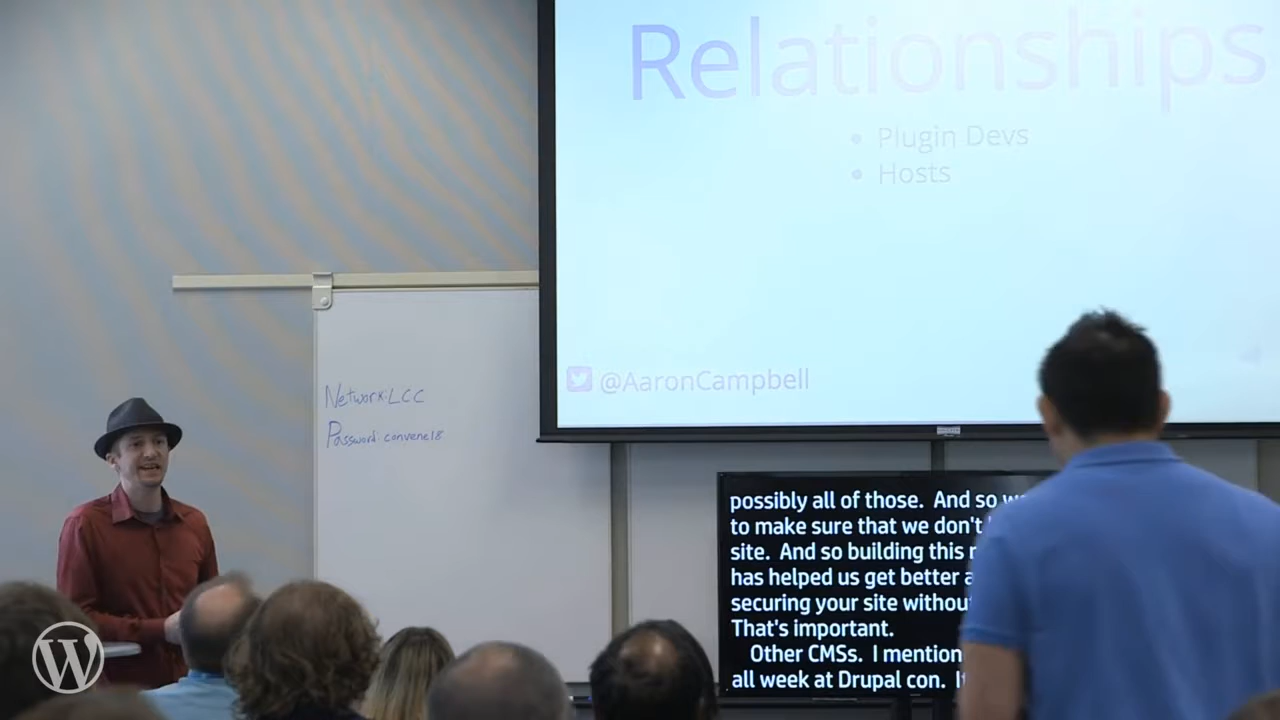 Relationships
• Plugin Devs
• Hosts
@AaronCampbell
Network: LCC
Password: convene18
possibly all of those. And so
to make sure that we don't
site. And so building this
has helped us get better
securing your site without
That's important.
Other CMSs. I mention
all week at Drupal con.
W